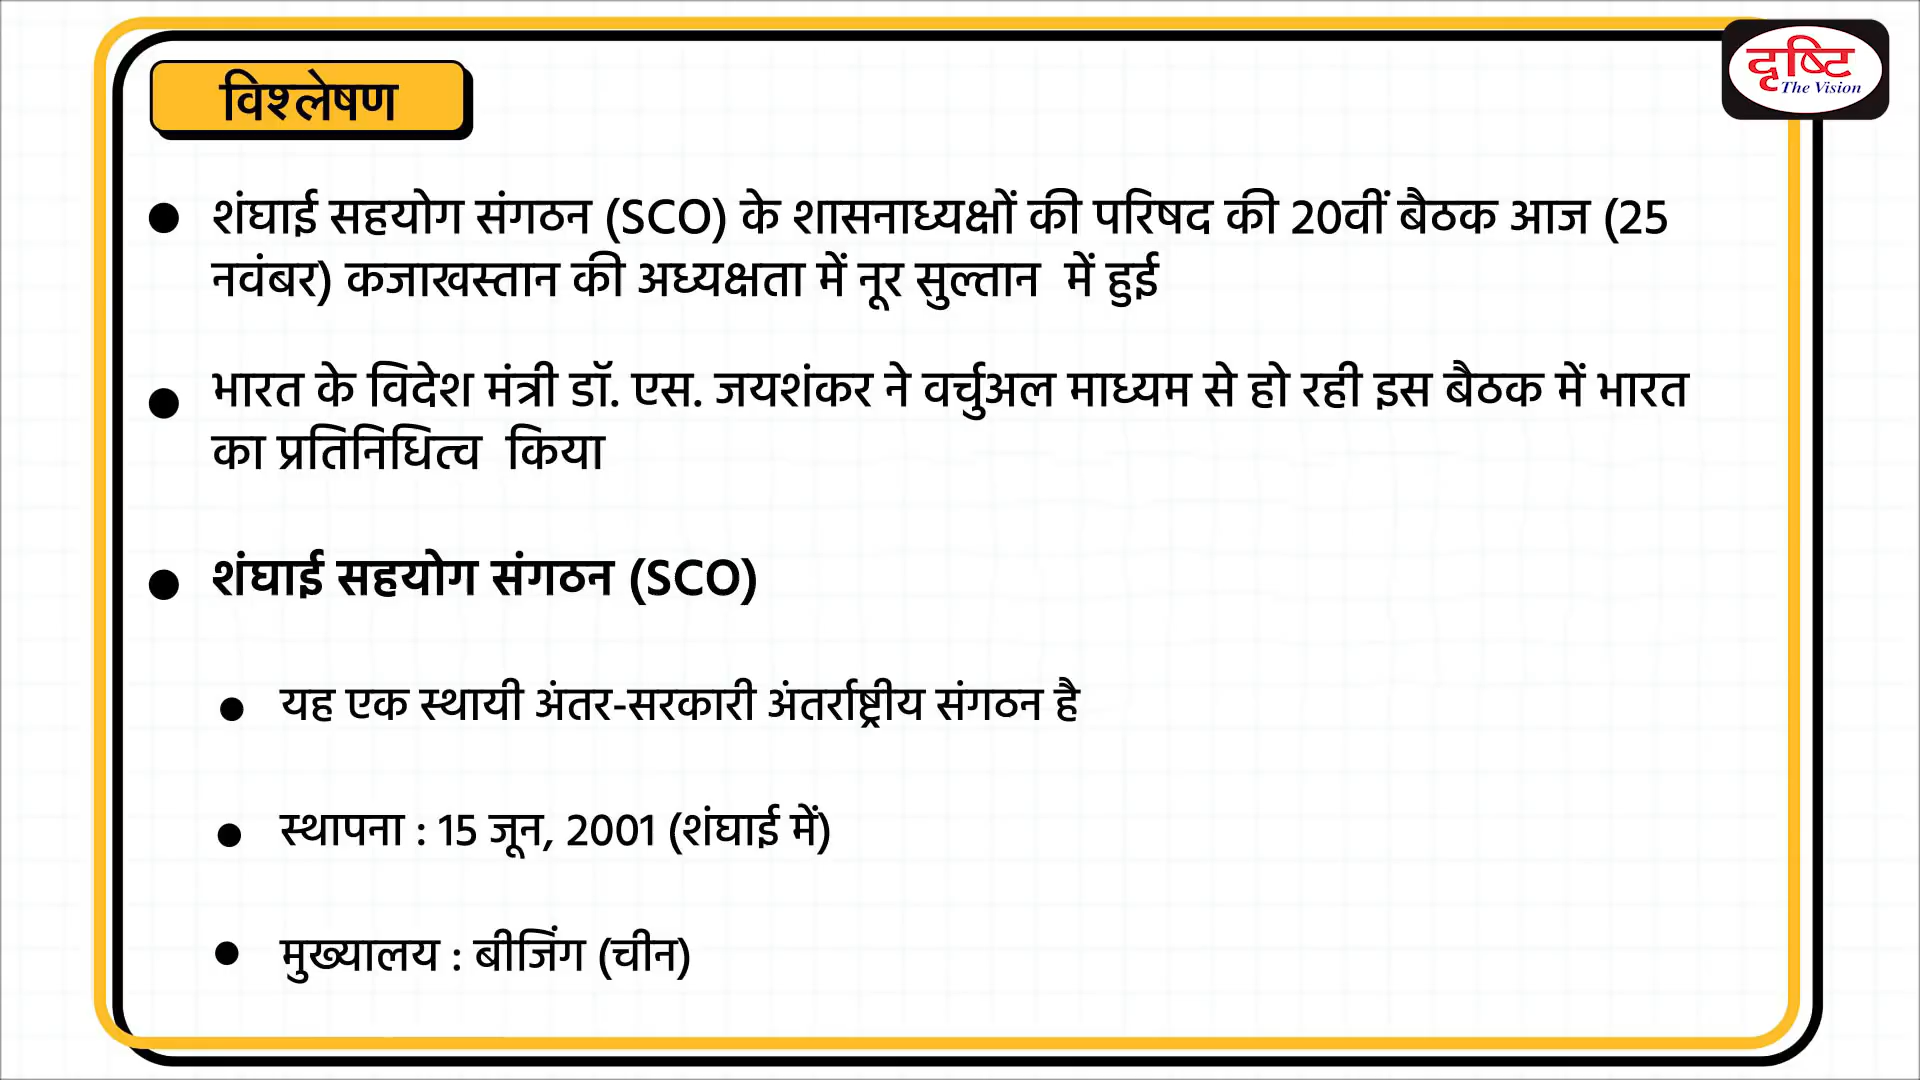 विश्लेषण
दृष्टि
The Vision
शंघाई सहयोग संगठन (SCO) के शासनाध्यक्षों की परिषद की 20वीं बैठक आज (25
नवंबर) कजाखस्तान की अध्यक्षता में नूर सुल्तान में हुई
भारत के विदेश मंत्री डॉ. एस. जयशंकर ने वर्चुअल माध्यम से हो रही इस बैठक में भारत
का प्रतिनिधित्व किया
शंघाई सहयोग संगठन (SCO)
यह एक स्थायी अंतर-सरकारी अंतर्राष्ट्रीय संगठन है
स्थापना : 15 जून, 2001 (शंघाई में)
मुख्यालय : बीजिंग (चीन)